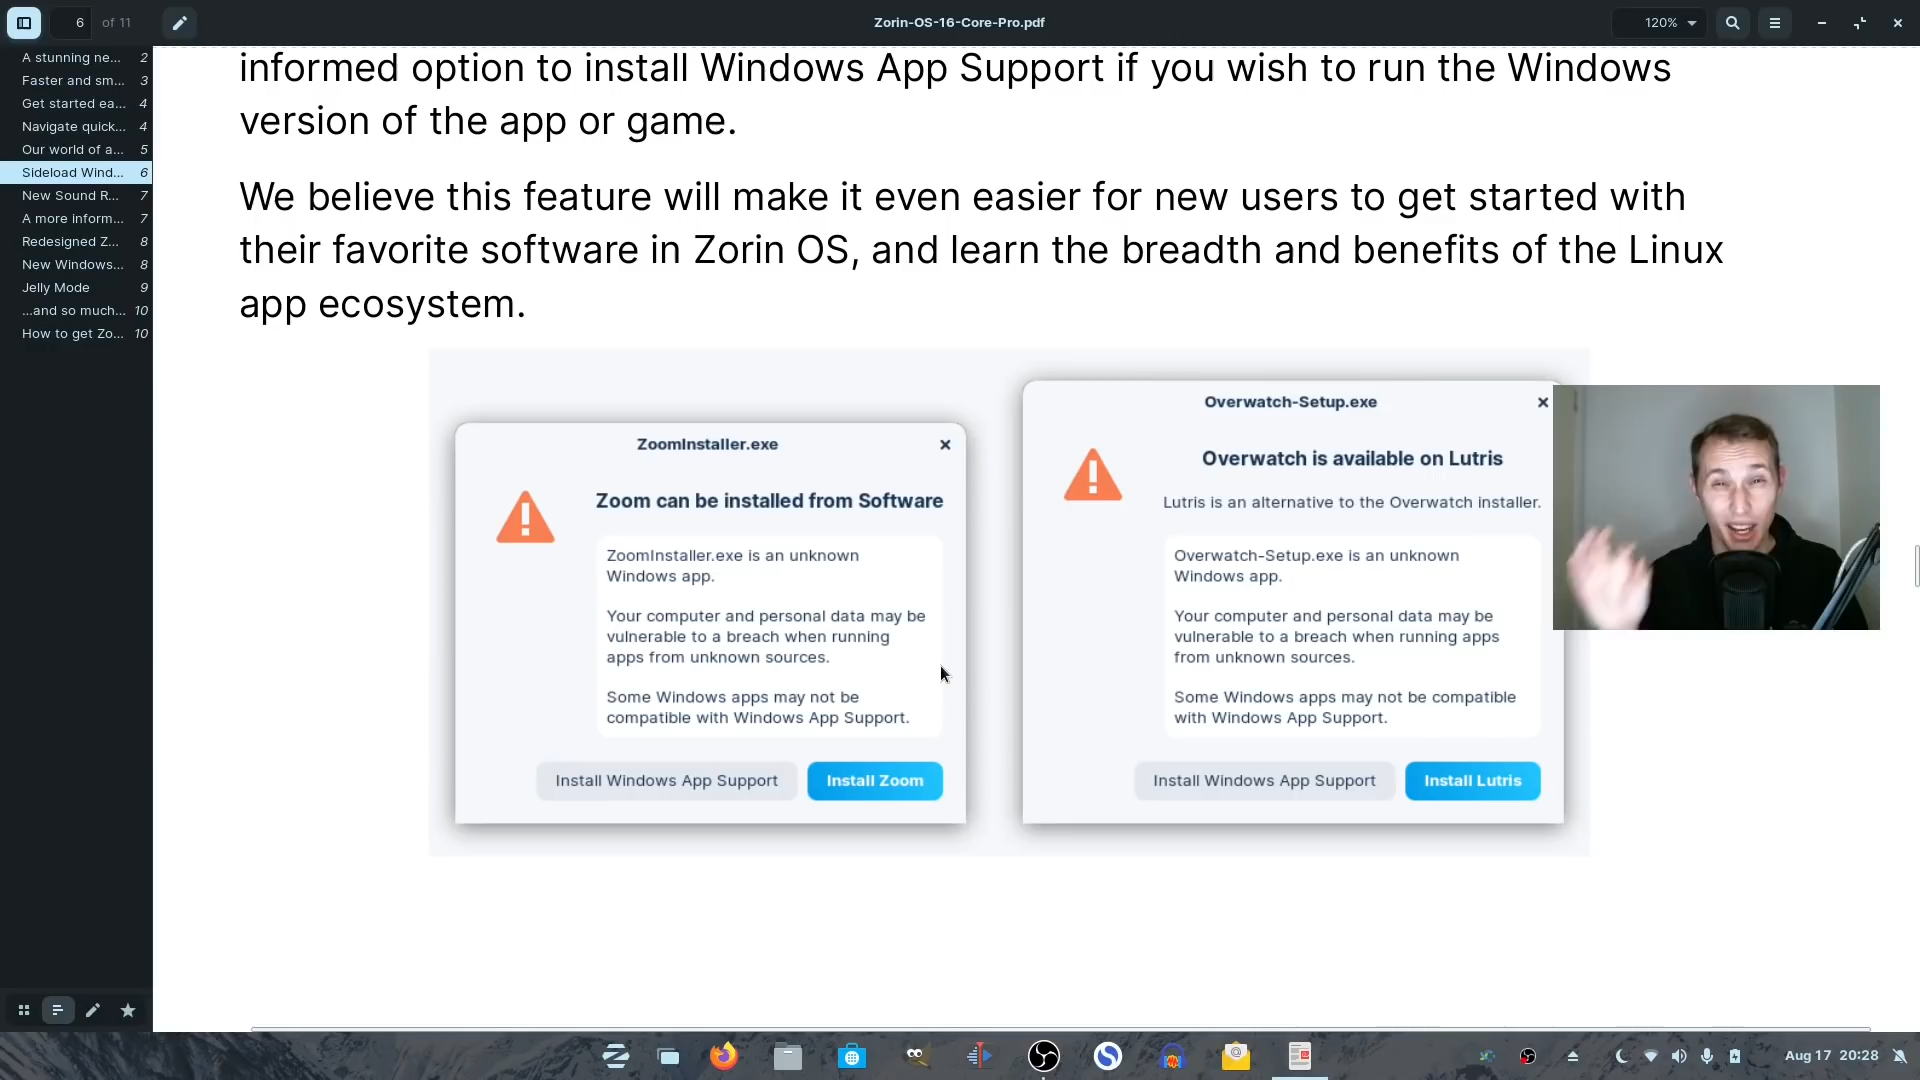 6 of 11
Zorin-OS-16-Core-Pro.pdf
120%
A stunning ne... 2
Faster and sm... 3
Get started ea... 4
Navigate quick... 4
Our world of a... 5
Sideload Wind... 6
New Sound R... 7
A more inform... 7
Redesigned Z... 8
New Windows... 8
Jelly Mode 9
...and so much... 10
How to get Zo... 10
informed option to install Windows App Support if you wish to run the Windows
version of the app or game.
We believe this feature will make it even easier for new users to get started with
their favorite software in Zorin OS, and learn the breadth and benefits of the Linux
app ecosystem.
ZoomInstaller.exe
Zoom can be installed from Software
ZoomInstaller.exe is an unknown
Windows app.
Your computer and personal data may be
vulnerable to a breach when running
apps from unknown sources.
Some Windows apps may not be
compatible with Windows App Support.
Install Windows App Support
Install Zoom
Overwatch-Setup.exe
Overwatch is available on Lutris
Lutris is an alternative to the Overwatch installer.
Overwatch-Setup.exe is an unknown
Windows app.
Your computer and personal data may be
vulnerable to a breach when running apps
from unknown sources.
Some Windows apps may not be compatible
with Windows App Support.
Install Windows App Support
Install Lutris
Aug 17 20:28